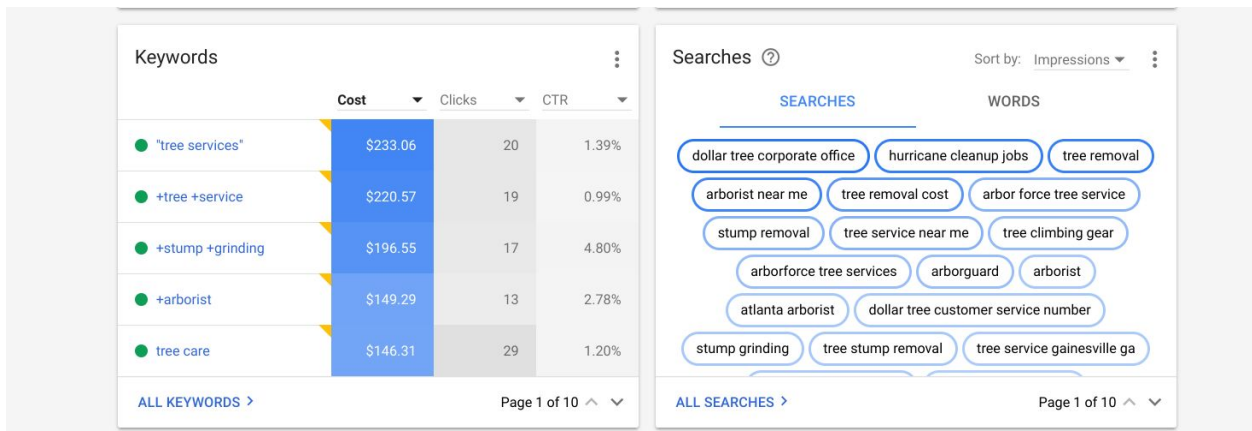 Keywords
Cost Clicks CTR
"tree services" $233.06 20 1.39%
+tree +service $220.57 19 0.99%
+stump +grinding $196.55 17 4.80%
+arborist $149.29 13 2.78%
tree care $146.31 29 1.20%
ALL KEYWORDS > Page 1 of 10
Searches ? Sort by: Impressions
SEARCHES WORDS
dollar tree corporate office hurricane cleanup jobs tree removal
arborist near me tree removal cost arbor force tree service
stump removal tree service near me tree climbing gear
arborforce tree services arborguard arborist
atlanta arborist dollar tree customer service number
stump grinding tree stump removal tree service gainesville ga
ALL SEARCHES > Page 1 of 10